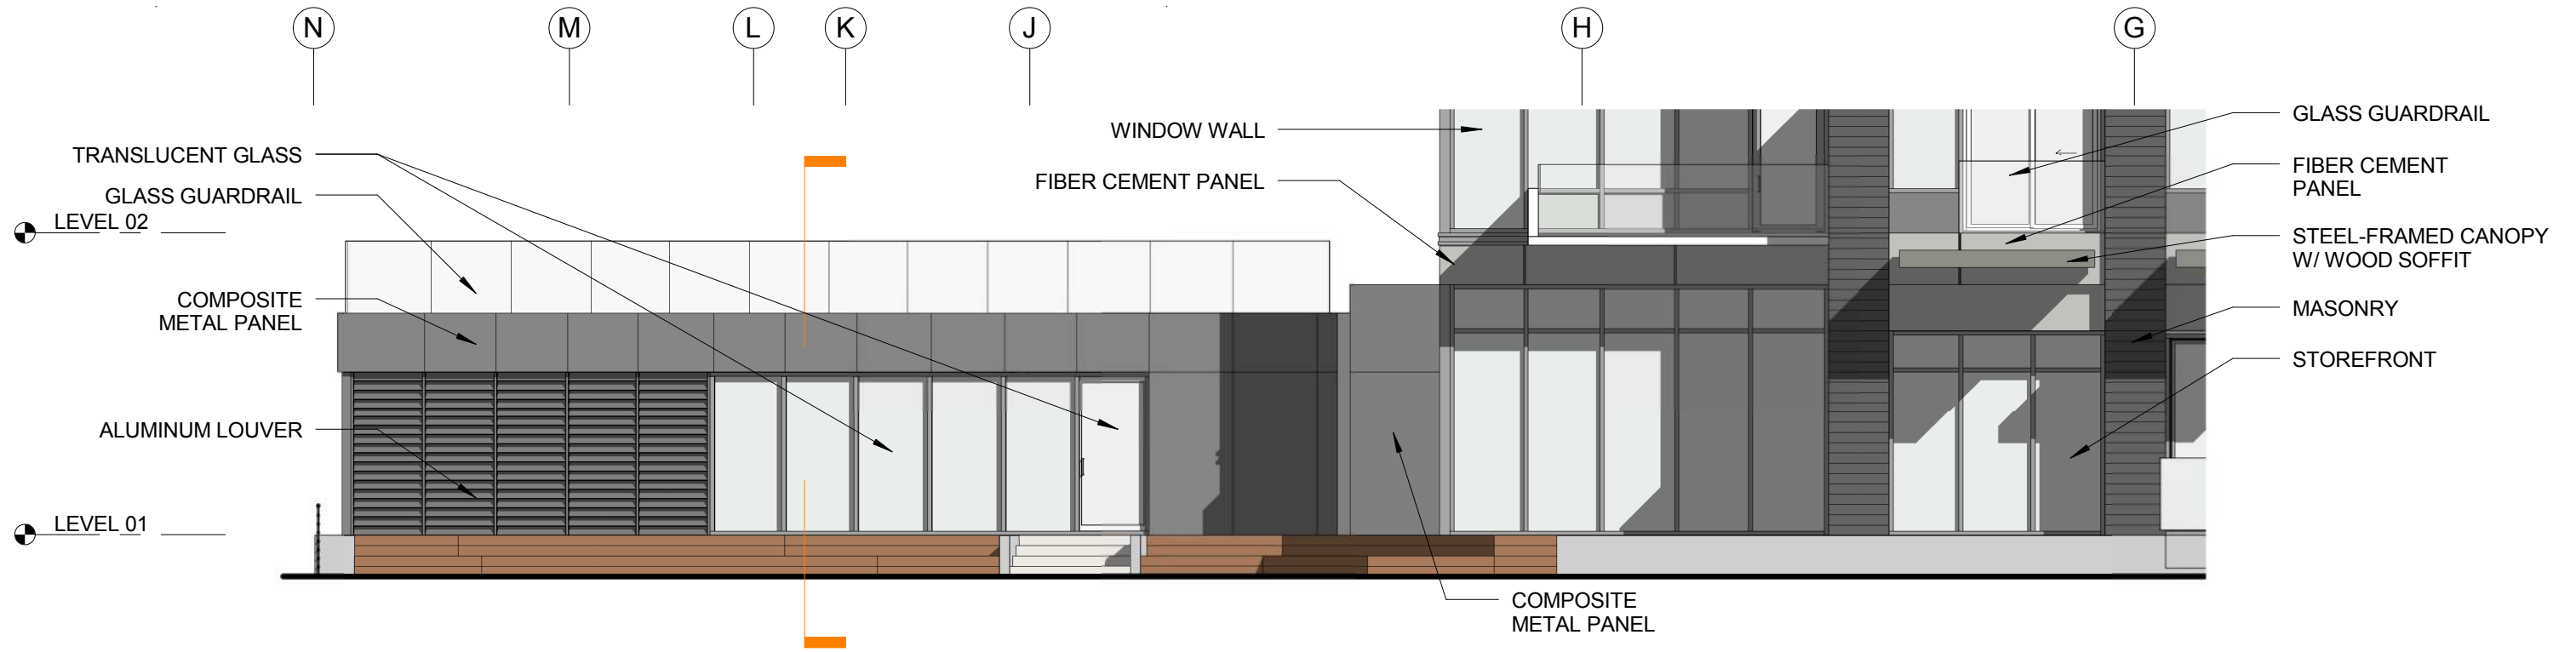 N
M
L
K
J
H
G
TRANSLUCENT GLASS
GLASS GUARDRAIL
LEVEL 02
COMPOSITE
METAL PANEL
ALUMINUM LOUVER
LEVEL 01
WINDOW WALL
FIBER CEMENT PANEL
COMPOSITE
METAL PANEL
GLASS GUARDRAIL
FIBER CEMENT
PANEL
STEEL-FRAMED CANOPY
W/ WOOD SOFFIT
MASONRY
STOREFRONT